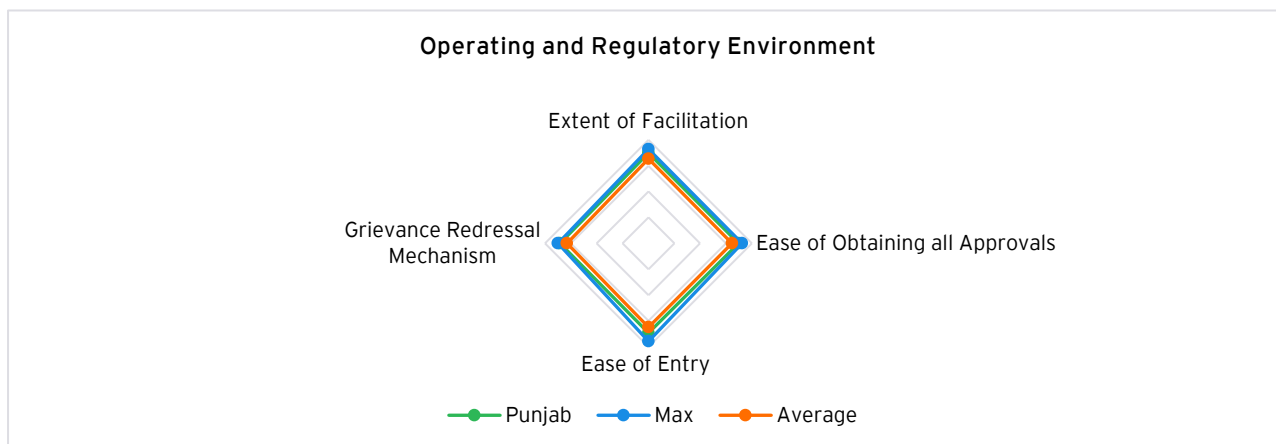 Operating and Regulatory Environment
Extent of Facilitation
Grievance Redressal
Mechanism
Ease of Obtaining all Approvals
Ease of Entry
Punjab
Max
Average